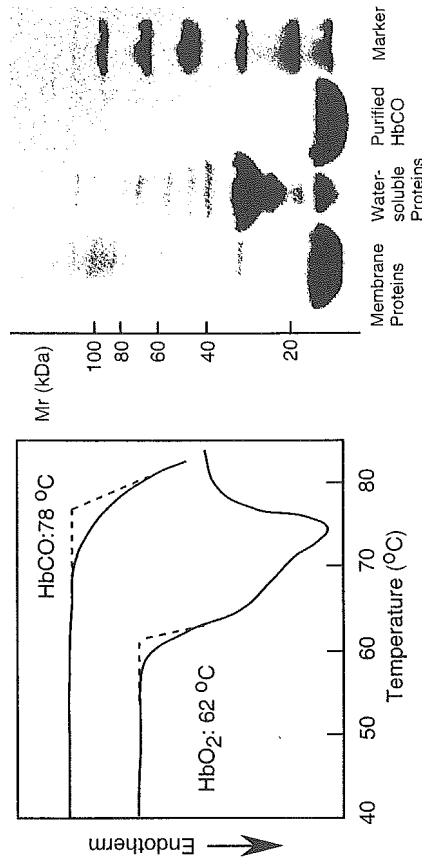 Endotherm
HbCO:78 °C
HbO2: 62 °C
40 50 60 70 80
Temperature (°C)
Mr (kDa)
100
80
60
40
20
Membrane
Proteins
Water-
soluble
Proteins
Purified
HbCO
Marker